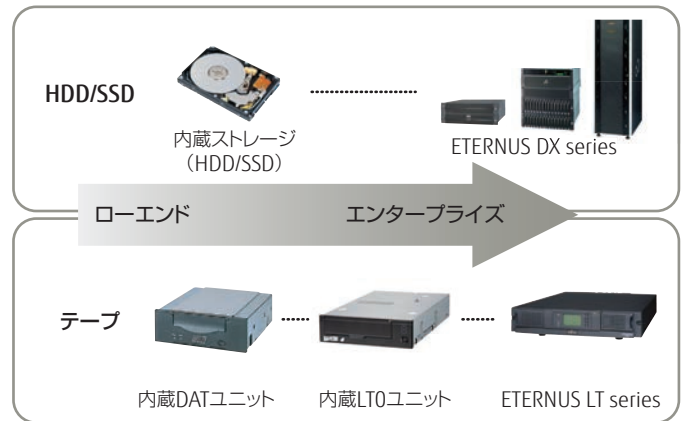 HDD/SSD
内蔵ストレージ
（HDD/SSD）
ETERNUS DX series
ローエンド
エンタープライズ
テープ
内蔵DATユニット
内蔵LTOユニット
ETERNUS LT series